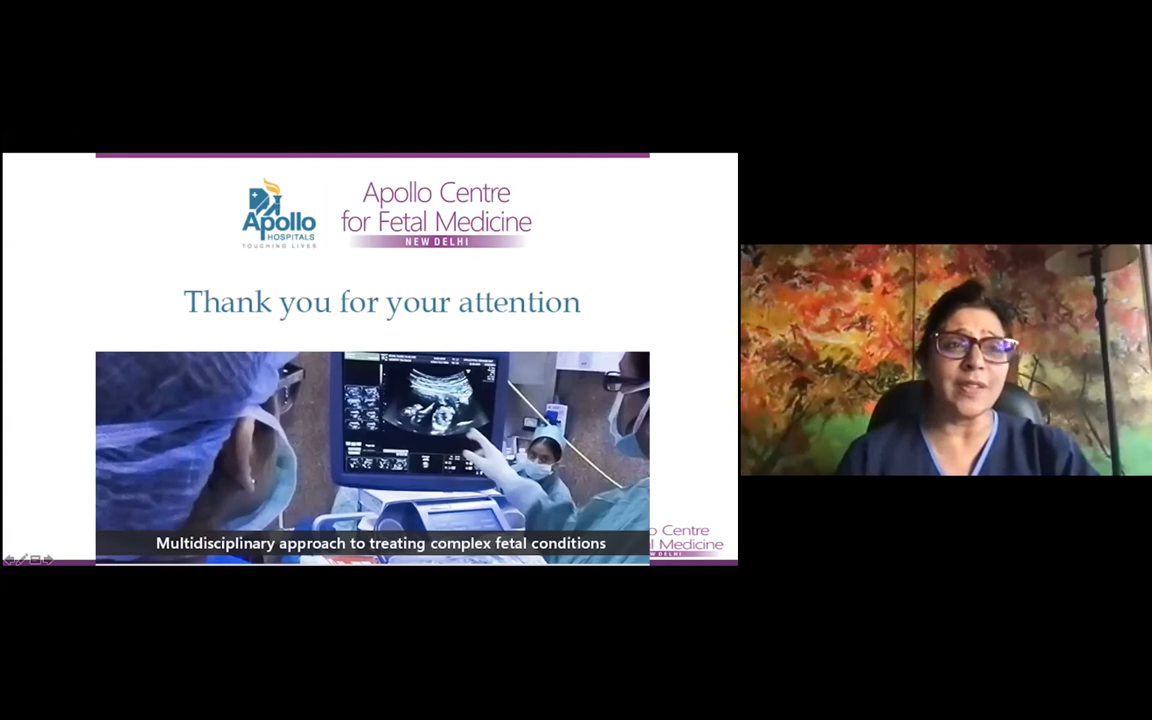 Apollo
HOSPITALS
TOUCHING LIVES
Apollo Centre
for Fetal Medicine
NEW DELHI
Thank you for your attention
Multidisciplinary approach to treating complex fetal conditions
Centre
Medicine
DELHI